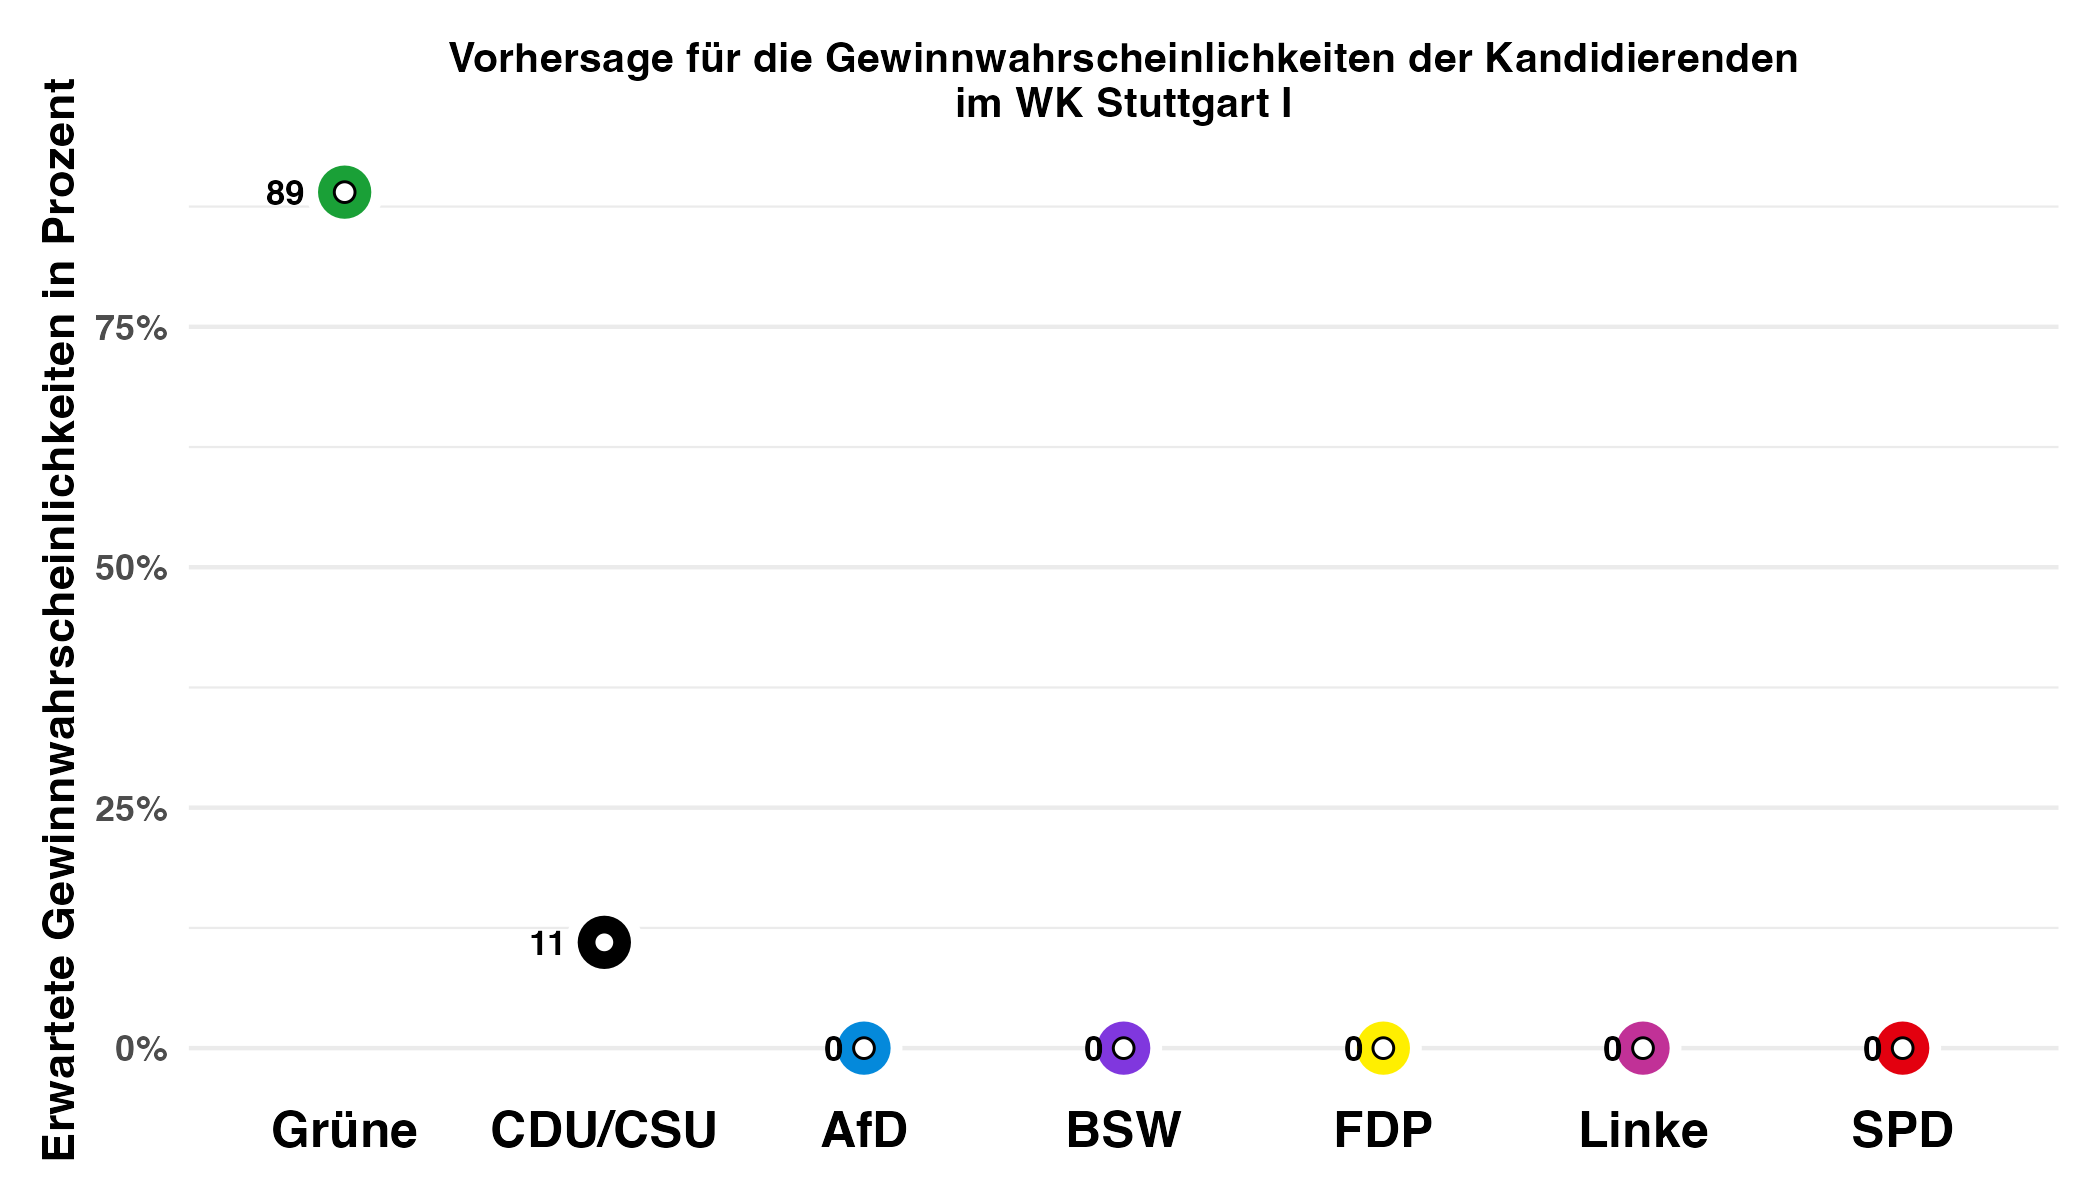 Vorhersage für die Gewinnwahrscheinlichkeiten der Kandidierenden
im WK Stuttgart I
Erwartete Gewinnwahrscheinlichkeiten in Prozent
89
75%
50%
25%
11
0%
0
0
0
0
0
Grüne
CDU/CSU
AfD
BSW
FDP
Linke
SPD